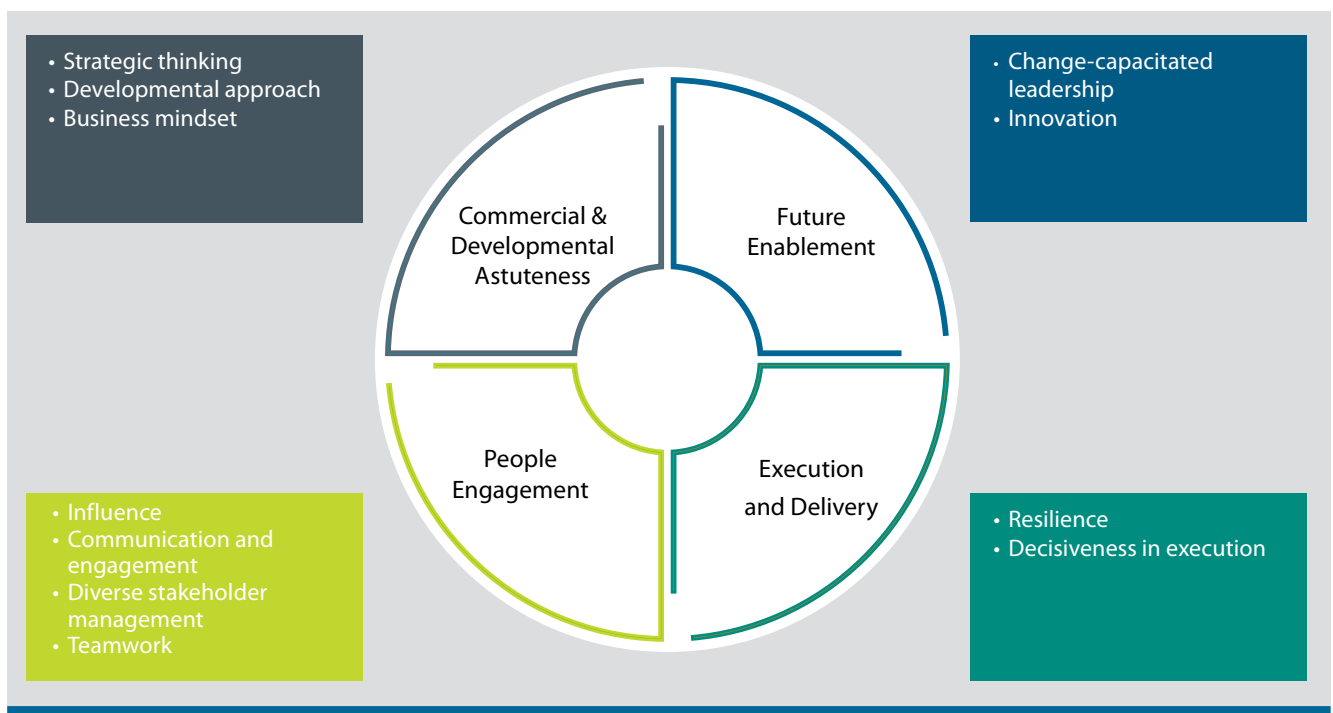 • Strategic thinking
• Developmental approach
• Business mindset
• Change-capacitated
leadership
• Innovation
Commercial &
Developmental
Astuteness
Future
Enablement
People
Engagement
Execution
and Delivery
• Influence
• Communication and
engagement
• Diverse stakeholder
management
• Teamwork
• Resilience
• Decisiveness in execution